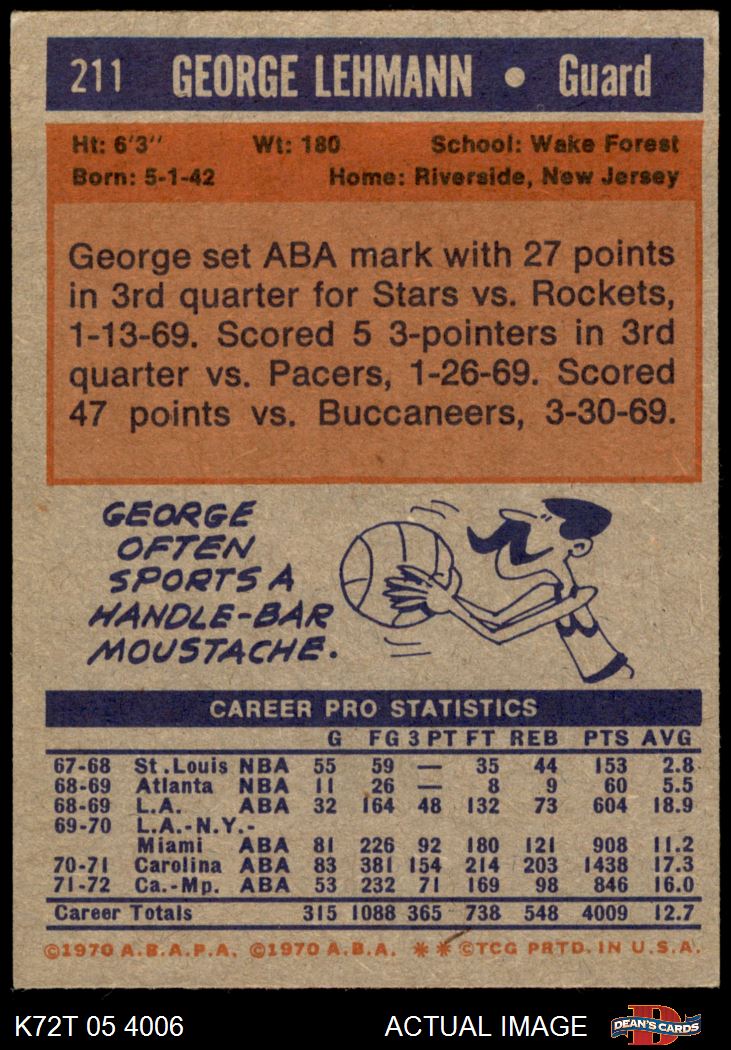 211 GEORGE LEHMANN • Guard
Ht: 6'3" Wt: 180 School: Wake Forest
Born: 5-1-42 Home: Riverside, New Jersey
George set ABA mark with 27 points
in 3rd quarter for Stars vs. Rockets,
1-13-69. Scored 5 3-pointers in 3rd
quarter vs. Pacers, 1-26-69. Scored
47 points vs. Buccaneers, 3-30-69.
GEORGE
OFTEN
SPORTS A
HANDLE-BAR
MOUSTACHE.
CAREER PRO STATISTICS
G FG 3 PT FT REB PTS AVG
67-68 St.Louis NBA 55 59 — 35 44 153 2.8
68-69 Atlanta NBA 11 26 — 8 9 60 5.5
68-69 L.A. ABA 32 164 48 132 73 604 18.9
69-70 L.A.-N.Y.-
Miami ABA 81 226 92 180 121 908 11.2
70-71 Carolina ABA 83 381 154 214 203 1438 17.3
71-72 Ca.-Mp. ABA 53 232 71 169 98 846 16.0
Career Totals 315 1088 365 738 548 4009 12.7
©1970 A.B.A.P.A. ©1970 A.B.A. ** ©TCG PRTD. IN U.S.A.
K72T 05 4006 ACTUAL IMAGE D DEAN'S CARDS